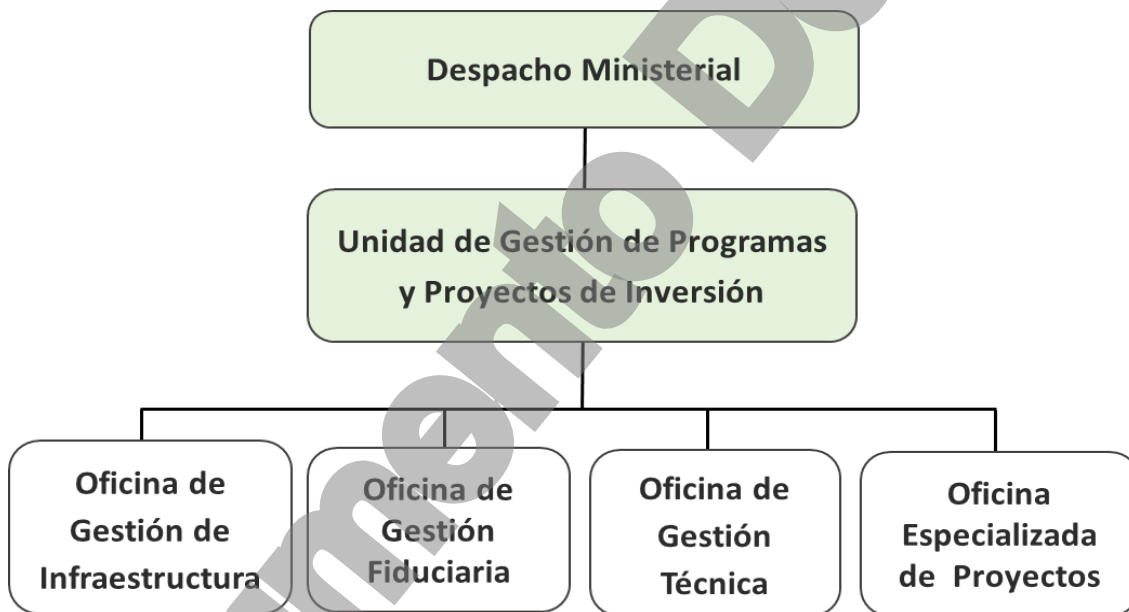 Despacho Ministerial
Unidad de Gestión de Programas
y Proyectos de Inversión
Oficina de
Gestión de
Infraestructura
Oficina de
Gestión
Fiduciaria
Oficina de
Gestión
Técnica
Oficina
Especializada
de Proyectos